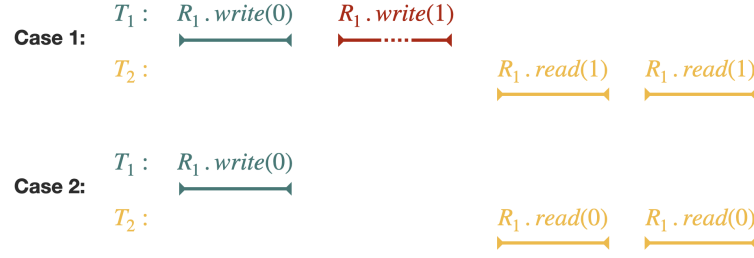 T₁ : R₁ . write(0) R₁ . write(1)
Case 1:
T₂ :
R₁ . read(1) R₁ . read(1)
T₁ : R₁ . write(0)
Case 2:
T₂ : R₁ . read(0) R₁ . read(0)